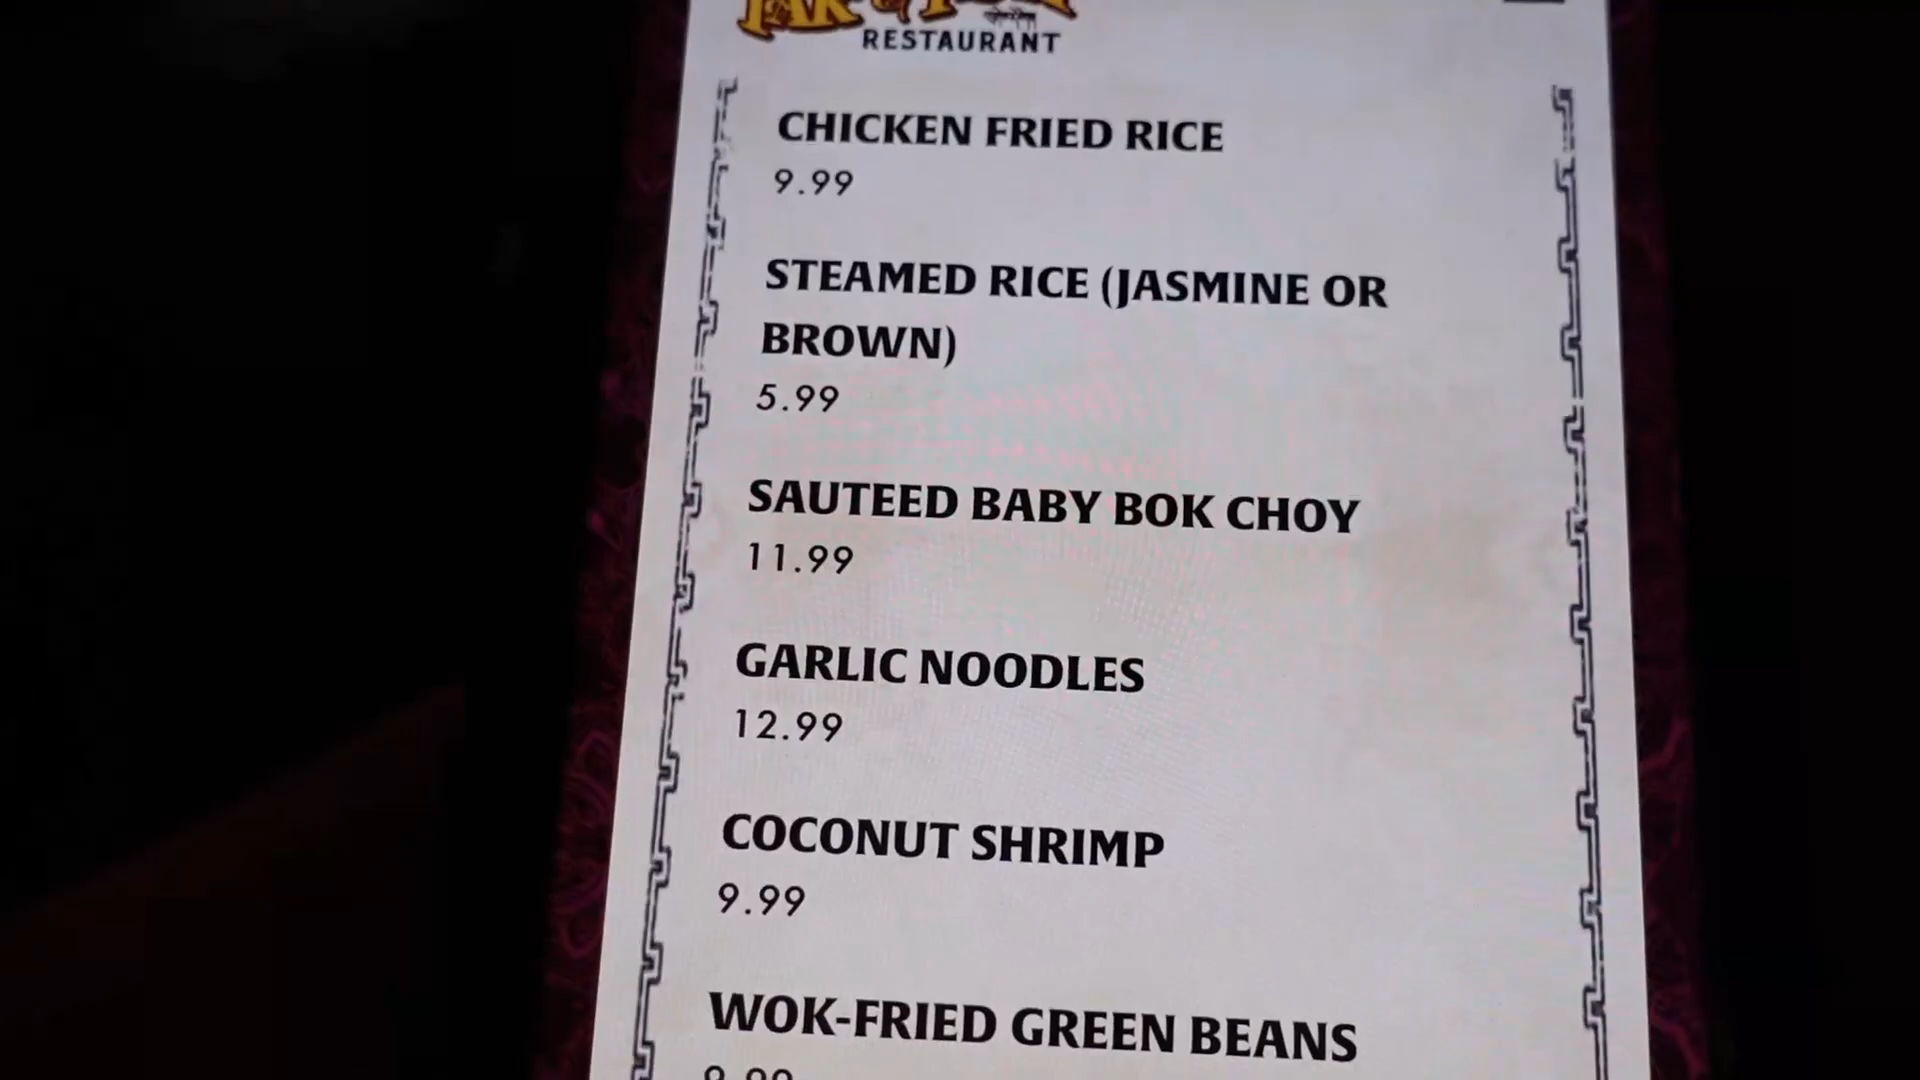 RESTAURANT
CHICKEN FRIED RICE
9.99
STEAMED RICE (JASMINE OR
BROWN)
5.99
SAUTEED BABY BOK CHOY
11.99
GARLIC NOODLES
12.99
COCONUT SHRIMP
9.99
WOK-FRIED GREEN BEANS